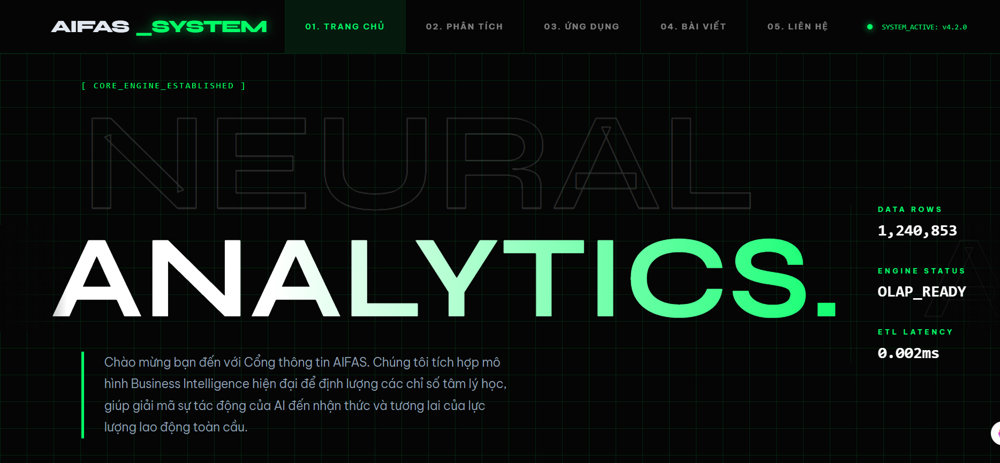 AIFAS _SYSTEM
01. TRANG CHỦ
02. PHÂN TÍCH
03. ỨNG DỤNG
04. BÀI VIẾT
05. LIÊN HỆ
SYSTEM_ACTIVE: v4.2.0
[ CORE_ENGINE_ESTABLISHED ]
NEURAL
ANALYTICS.
DATA ROWS
1,240,853
ENGINE STATUS
OLAP_READY
ETL LATENCY
0.002ms
A
Chào mừng bạn đến với Cổng thông tin AIFAS. Chúng tôi tích hợp mô
hình Business Intelligence hiện đại để định lượng các chỉ số tâm lý học,
giúp giải mã sự tác động của AI đến nhận thức và tương lai của lực
lượng lao động toàn cầu.